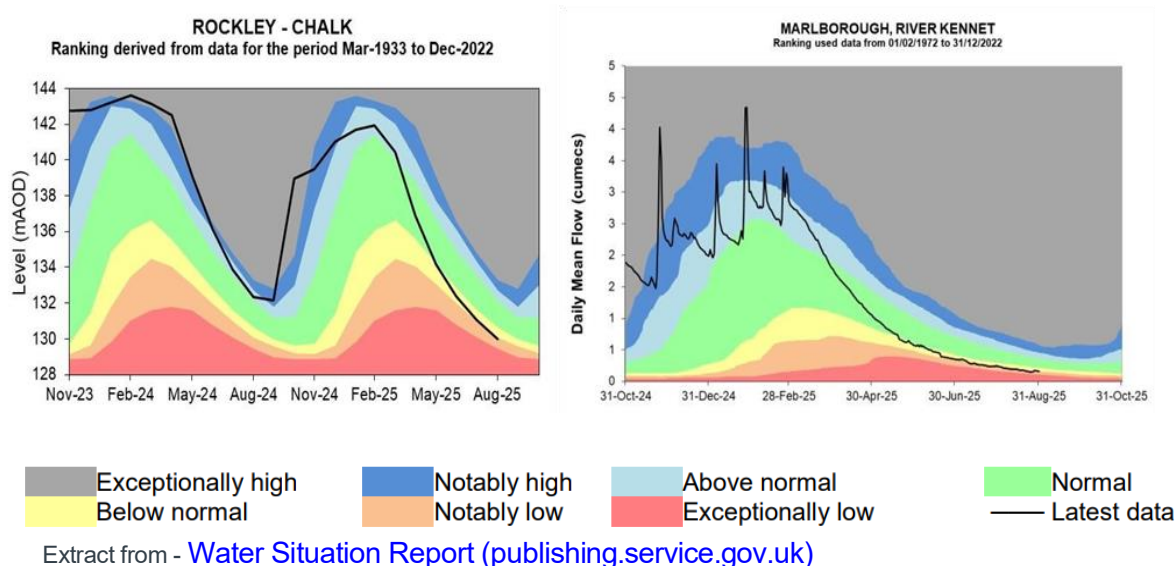 ROCKLEY - CHALK
Ranking derived from data for the period Mar-1933 to Dec-2022
Level (mAOD)
144
142
140
138
136
134
132
130
128
Nov-23 Feb-24 May-24 Aug-24 Nov-24 Feb-25 May-25 Aug-25
MARLBOROUGH, RIVER KENNET
Ranking used data from 01/02/1972 to 31/12/2022
Daily Mean Flow (cumecs)
5
5
4
4
3
3
2
2
1
1
0
31-Oct-24 31-Dec-24 28-Feb-25 30-Apr-25 30-Jun-25 31-Aug-25 31-Oct-25
Exceptionally high Notably high Above normal Normal
Below normal Notably low Exceptionally low Latest data
Extract from - Water Situation Report (publishing.service.gov.uk)